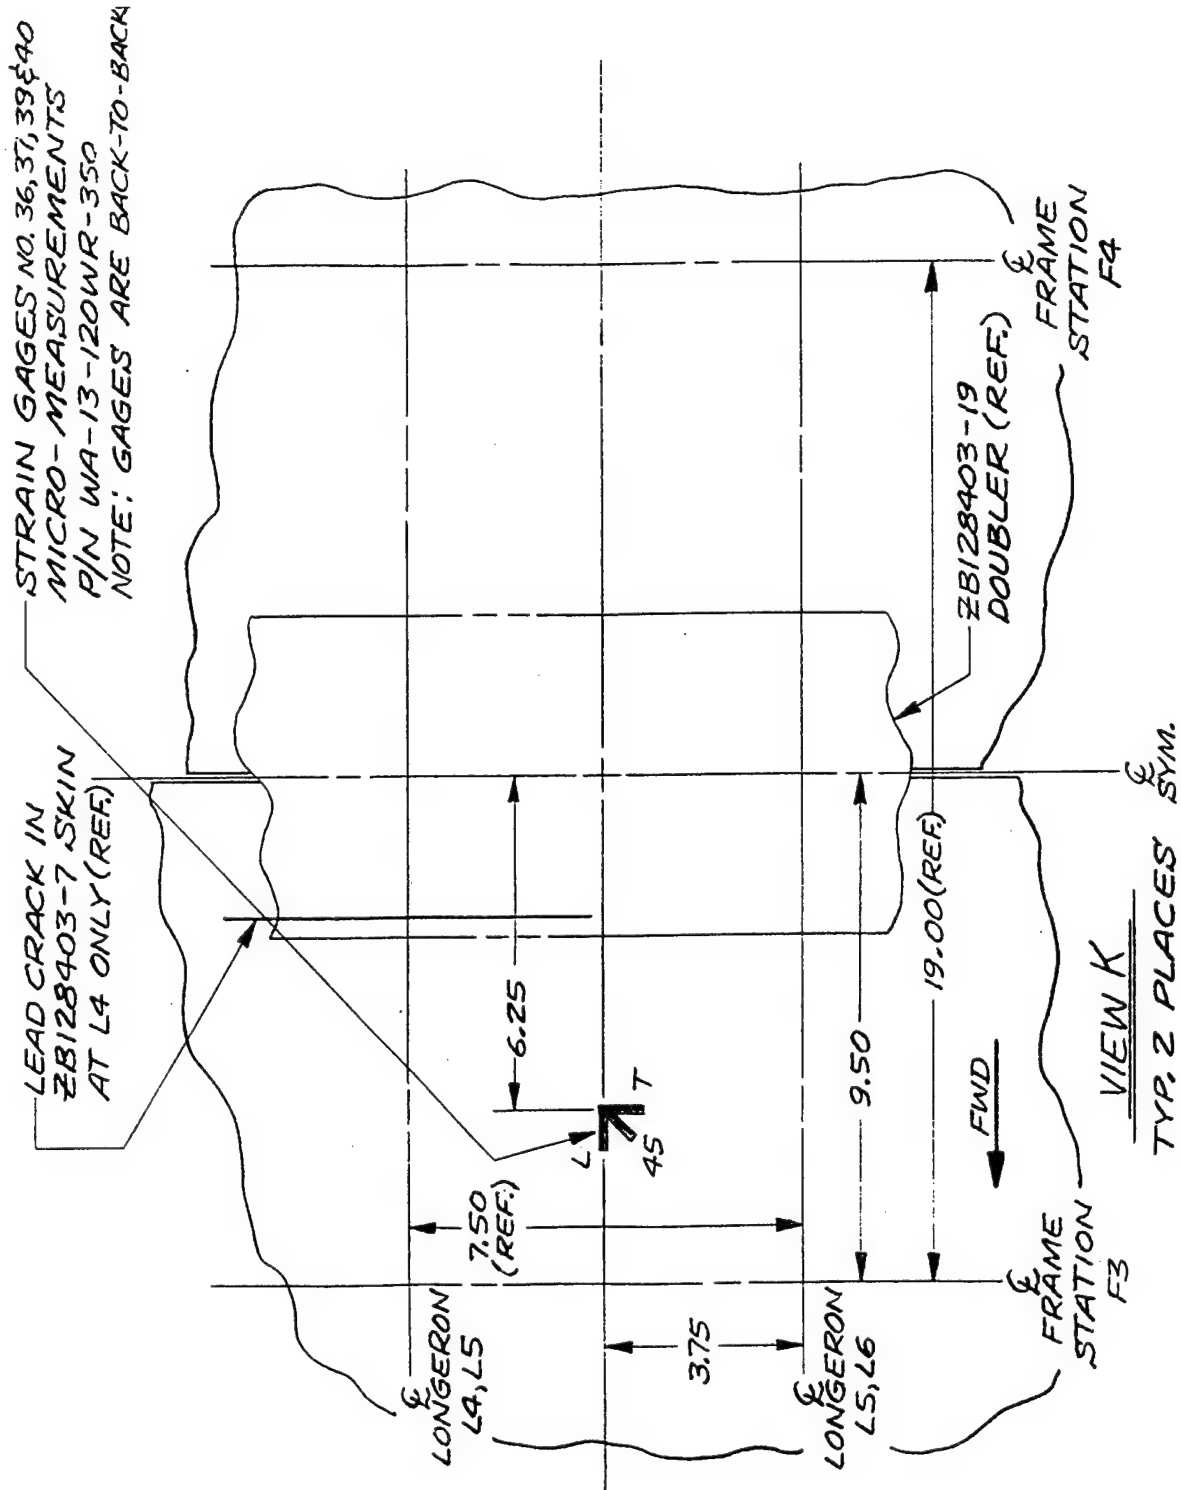 STRAIN GAGES NO. 36, 37, 39 & 40
MICRO-MEASUREMENTS
P/N WA-13-120WR-350
NOTE: GAGES ARE BACK-TO-BACK
LEAD CRACK IN
ZB128403-7 SKIN
AT L4 ONLY (REF.)
℄
LONGERON
L4, L5
7.50
(REF.)
L
45
T
6.25
3.75
9.50
19.00 (REF.)
℄
LONGERON
L5, L6
ZB128403-19
DOUBLER (REF.)
℄
FRAME
STATION
F3
FWD
℄
SYM.
℄
FRAME
STATION
F4
VIEW K
TYP. 2 PLACES